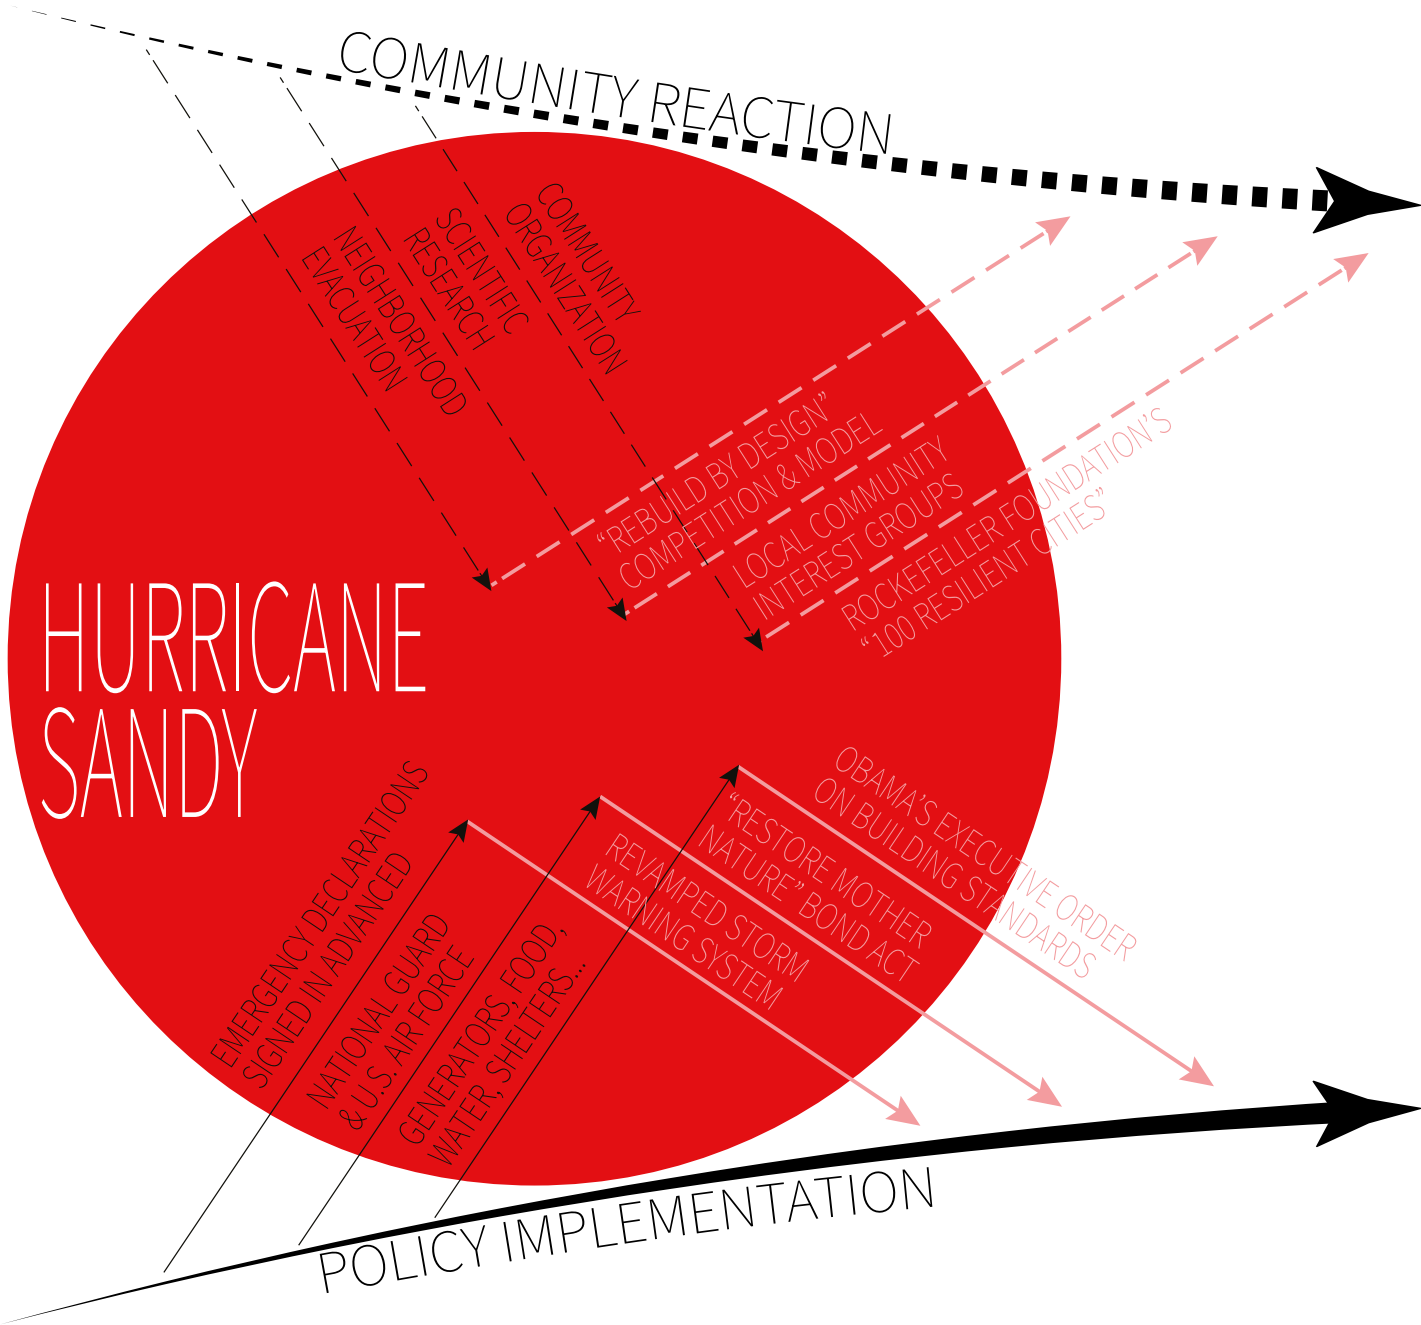 COMMUNITY REACTION
COMMUNITY
ORGANIZATION
SCIENTIFIC
RESEARCH
NEIGHBORHOOD
EVACUATION
“REBUILD BY DESIGN”
COMPETITION & MODEL
LOCAL COMMUNITY
INTEREST GROUPS
ROCKEFELLER FOUNDATION’S
“100 RESILIENT CITIES”
HURRICANE
SANDY
EMERGENCY DECLARATIONS
SIGNED IN ADVANCED
NATIONAL GUARD
& U.S. AIR FORCE
GENERATORS, FOOD,
WATER, SHELTERS...
REVAMPED STORM
WARNING SYSTEM
“RESTORE MOTHER
NATURE” BOND ACT
OBAMA’S EXECUTIVE ORDER
ON BUILDING STANDARDS
POLICY IMPLEMENTATION